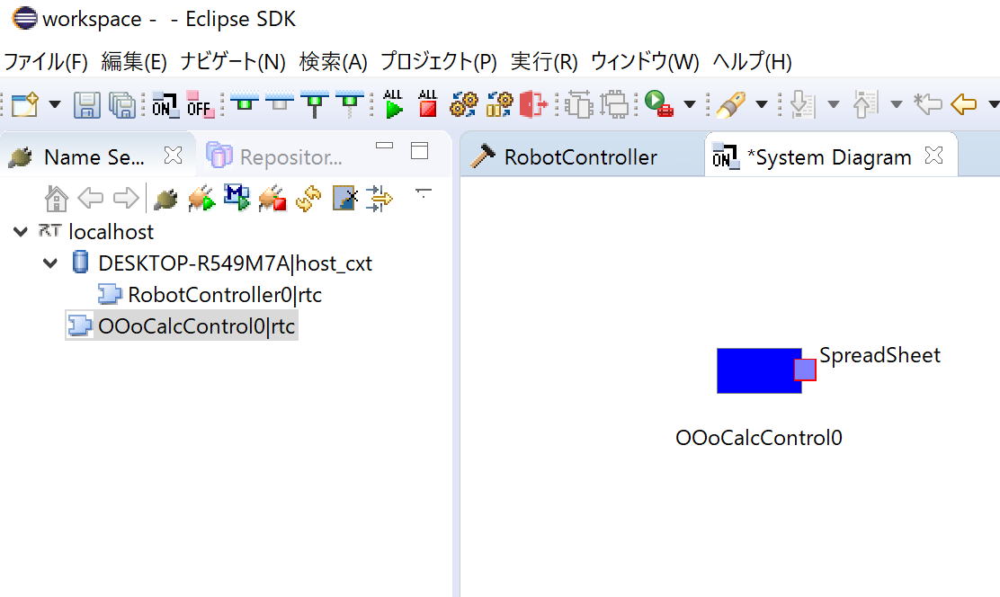 workspace -  - Eclipse SDK
ファイル(F) 編集(E) ナビゲート(N) 検索(A) プロジェクト(P) 実行(R) ウィンドウ(W) ヘルプ(H)
ON OFF ALL ALL
Name Se... Repositor... RobotController ON *System Diagram
M
RT localhost
DESKTOP-R549M7A|host_cxt
RobotController0|rtc
OOoCalcControl0|rtc
SpreadSheet
OOoCalcControl0